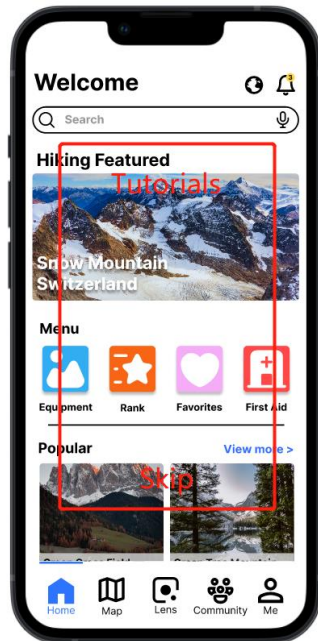 Welcome
3
Search
Hiking Featured
Tutorials
Snow Mountain
Switzerland
Menu
Equipment Rank Favorites First Aid
Popular View more >
Skip
Home Map Lens Community Me